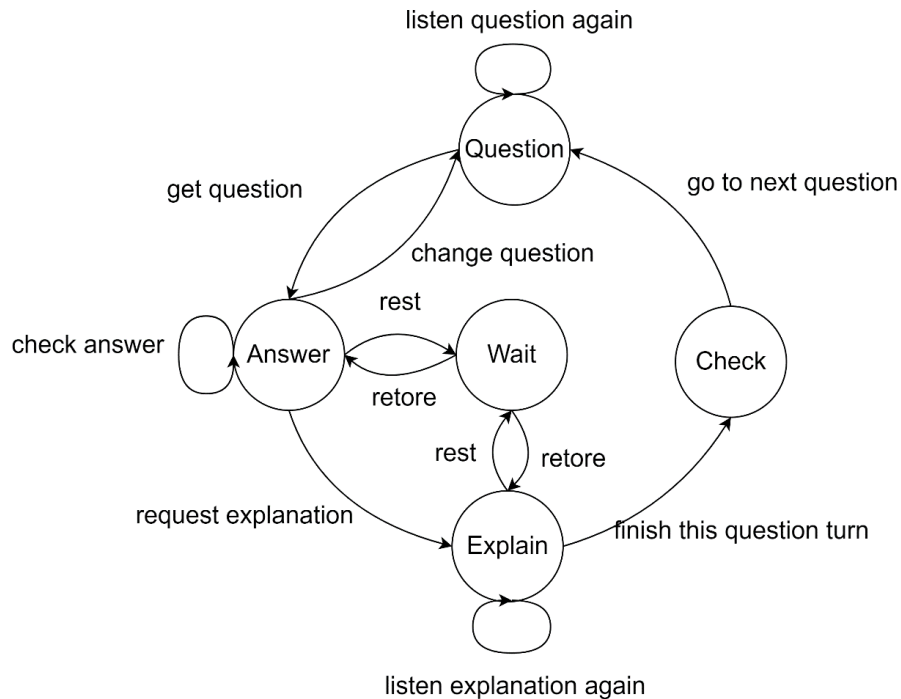 listen question again
Question
get question
go to next question
change question
rest
check answer
Answer
Wait
Check
retore
rest
retore
request explanation
finish this question turn
Explain
listen explanation again